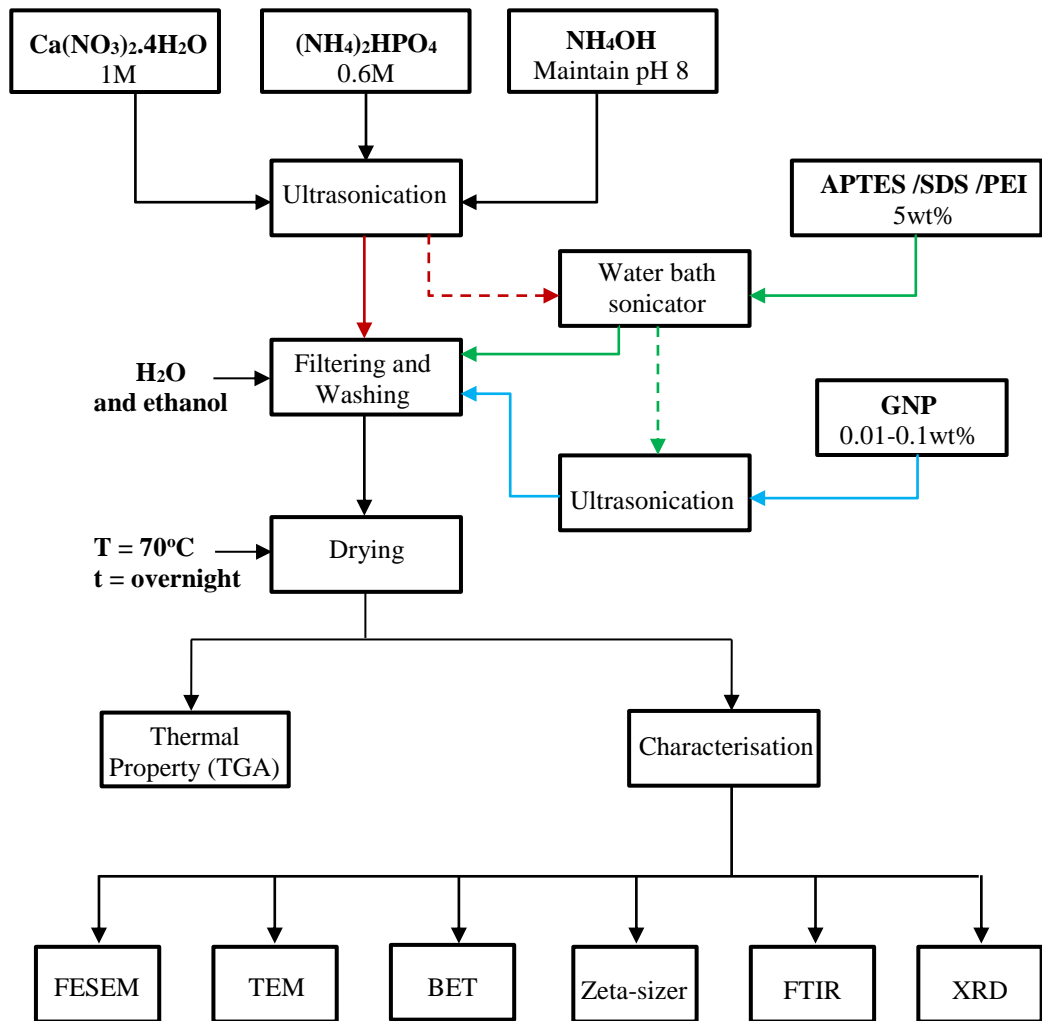 Ca(NO₃)₂.4H₂O
1M
(NH₄)₂HPO₄
0.6M
NH₄OH
Maintain pH 8
Ultrasonication
APTES /SDS /PEI
5wt%
Water bath
sonicator
H₂O
and ethanol
Filtering and
Washing
GNP
0.01-0.1wt%
Ultrasonication
T = 70°C
t = overnight
Drying
Thermal
Property (TGA)
Characterisation
FESEM
TEM
BET
Zeta-sizer
FTIR
XRD